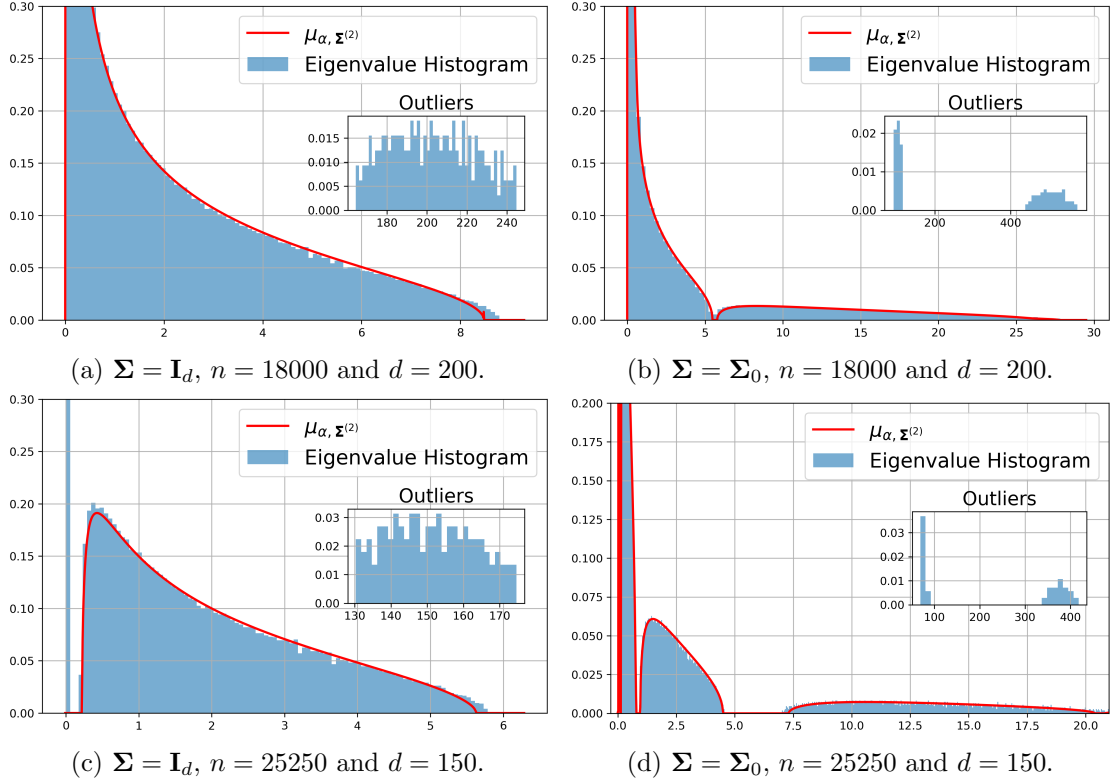 0.30
0.25
0.20
0.15
0.10
0.05
0.00
0 2 4 6 8
μ_{α, Σ^{(2)}}
Eigenvalue Histogram
Outliers
0.015
0.010
0.005
0.000
180 200 220 240
(a) Σ = I_d, n = 18000 and d = 200.
0.30
0.25
0.20
0.15
0.10
0.05
0.00
0 5 10 15 20 25 30
μ_{α, Σ^{(2)}}
Eigenvalue Histogram
Outliers
0.02
0.01
0.00
200 400
(b) Σ = Σ_0, n = 18000 and d = 200.
0.30
0.25
0.20
0.15
0.10
0.05
0.00
0 1 2 3 4 5 6
μ_{α, Σ^{(2)}}
Eigenvalue Histogram
Outliers
0.03
0.02
0.01
0.00
130 140 150 160 170
(c) Σ = I_d, n = 25250 and d = 150.
0.200
0.175
0.150
0.125
0.100
0.075
0.050
0.025
0.000
0.0 2.5 5.0 7.5 10.0 12.5 15.0 17.5 20.0
μ_{α, Σ^{(2)}}
Eigenvalue Histogram
Outliers
0.03
0.02
0.01
0.00
100 200 300 400
(d) Σ = Σ_0, n = 25250 and d = 150.